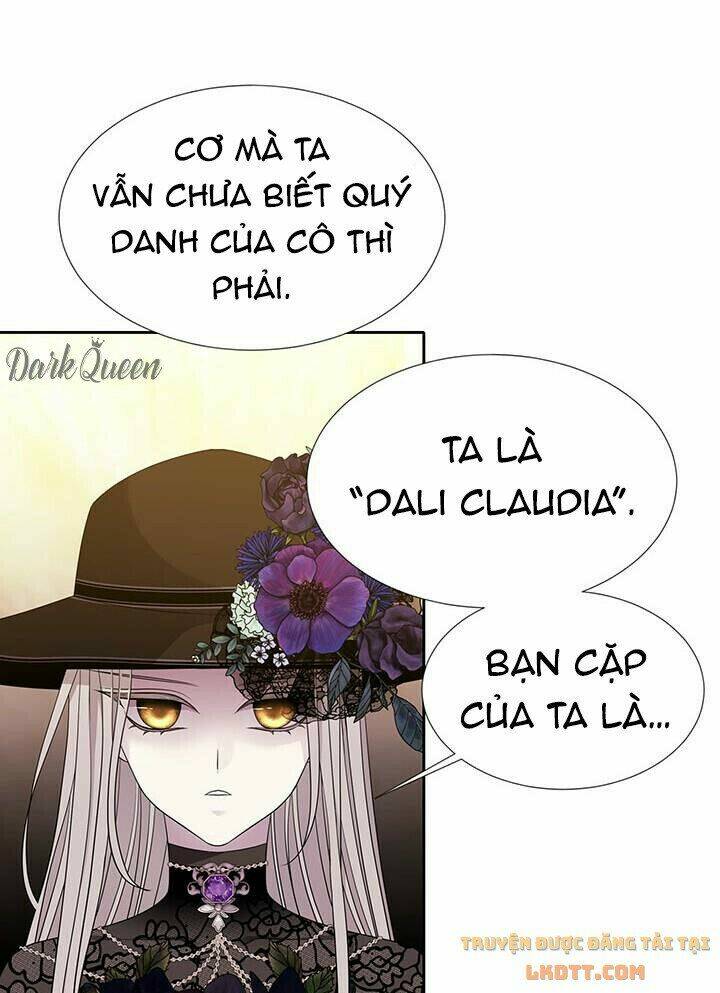 CƠ MÀ TA
VẪN CHƯA BIẾT QUÝ
DANH CỦA CÔ THÌ
PHẢI.
DarkQueen
TA LÀ
"DALI CLAUDIA".
BẠN CẶP
CỦA TA LÀ...
TRUYỆN ĐƯỢC ĐĂNG TẢI TẠI
LKDTT.COM